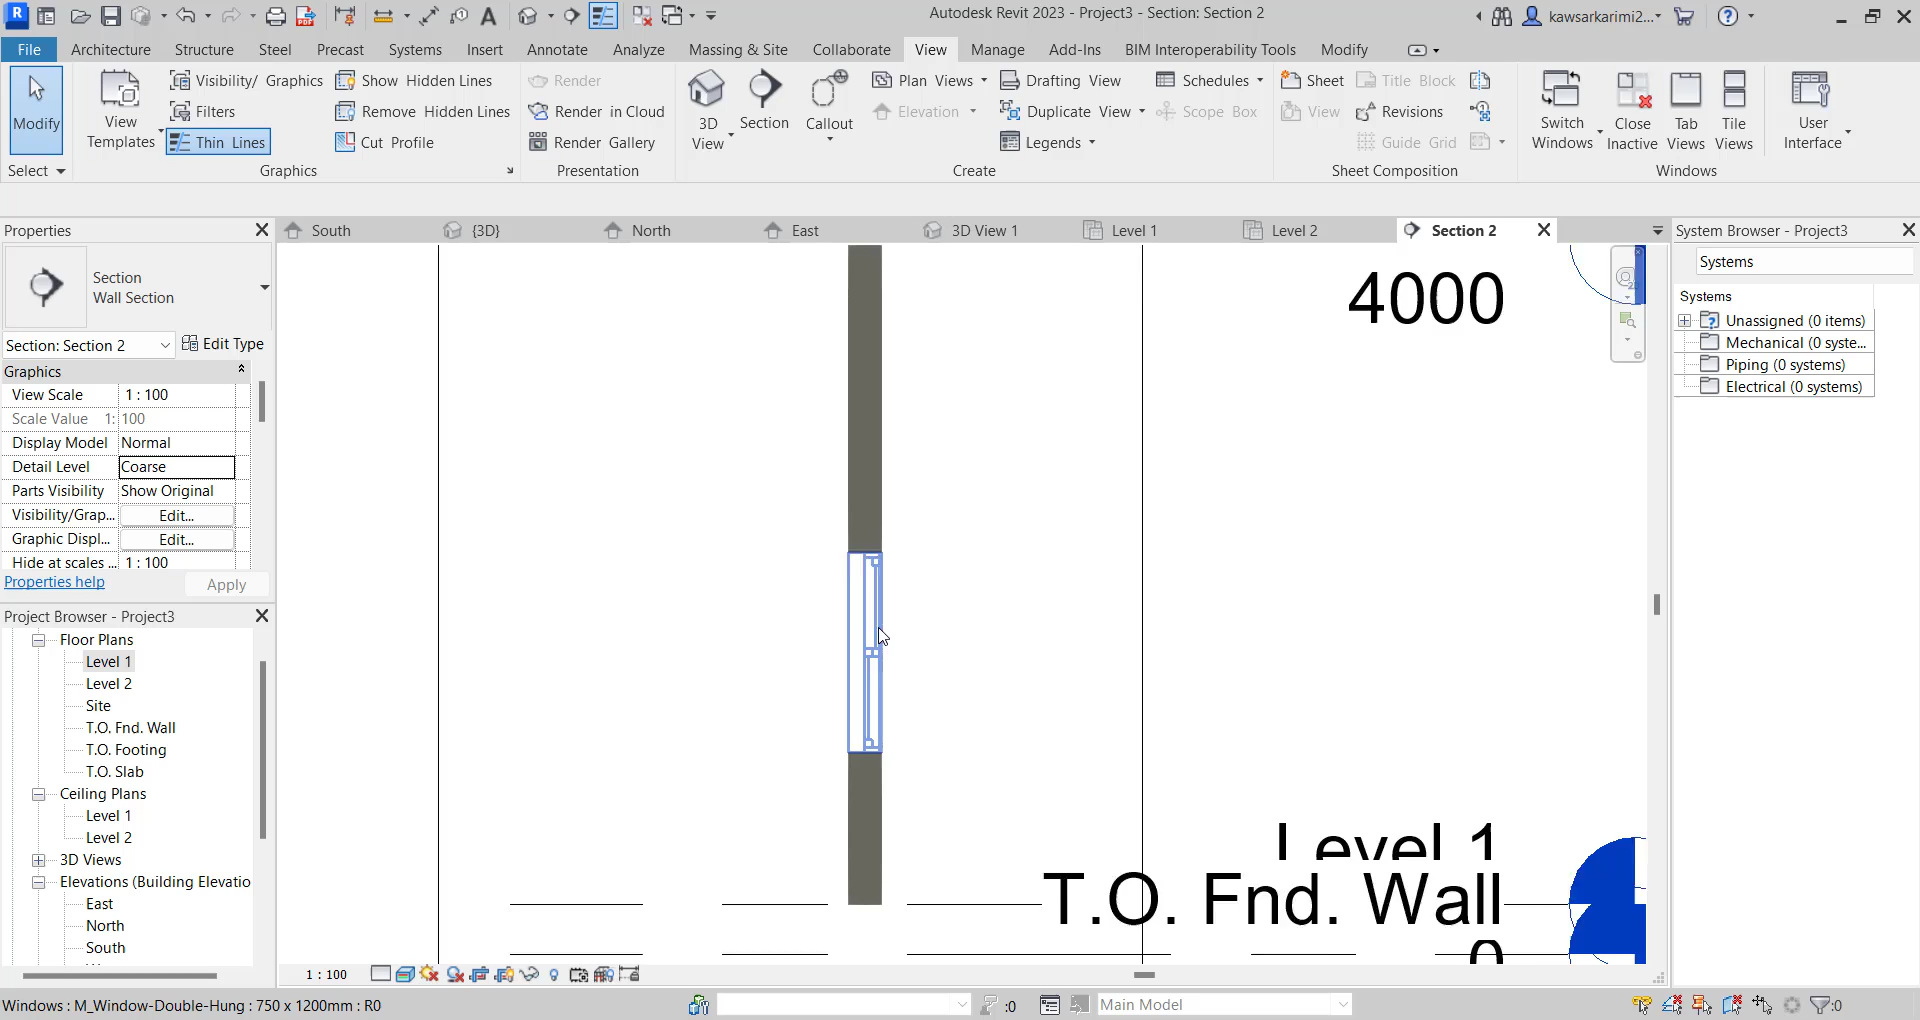 Autodesk Revit 2023 - Project3 - Section: Section 2
kawsarkarimi2...
File Architecture Structure Steel Precast Systems Insert Annotate Analyze Massing & Site Collaborate View Manage Add-Ins BIM Interoperability Tools Modify
Modify
Select
View Templates
Visibility/ Graphics
Filters
Thin Lines
Show Hidden Lines
Remove Hidden Lines
Cut Profile
Graphics
Render
Render in Cloud
Render Gallery
Presentation
3D View
Section
Callout
Plan Views
Elevation
Drafting View
Duplicate View
Legends
Schedules
Scope Box
Create
Sheet
View
Title Block
Revisions
Guide Grid
Sheet Composition
Switch Windows
Close Inactive
Tab Views
Tile Views
Windows
User Interface
Properties
South {3D} North East 3D View 1 Level 1 Level 2 Section 2
Section
Wall Section
Section: Section 2
Edit Type
Graphics
View Scale 1 : 100
Scale Value 1: 100
Display Model Normal
Detail Level Coarse
Parts Visibility Show Original
Visibility/Grap... Edit...
Graphic Displ... Edit...
Hide at scales ... 1 : 100
Properties help
Apply
Project Browser - Project3
Floor Plans
Level 1
Level 2
Site
T.O. Fnd. Wall
T.O. Footing
T.O. Slab
Ceiling Plans
Level 1
Level 2
3D Views
Elevations (Building Elevatio
East
North
South
4000
Level 1
T.O. Fnd. Wall
0
1 : 100
System Browser - Project3
Systems
Systems
Unassigned (0 items)
Mechanical (0 syste...
Piping (0 systems)
Electrical (0 systems)
Windows : M_Window-Double-Hung : 750 x 1200mm : R0
:0
Main Model
:0